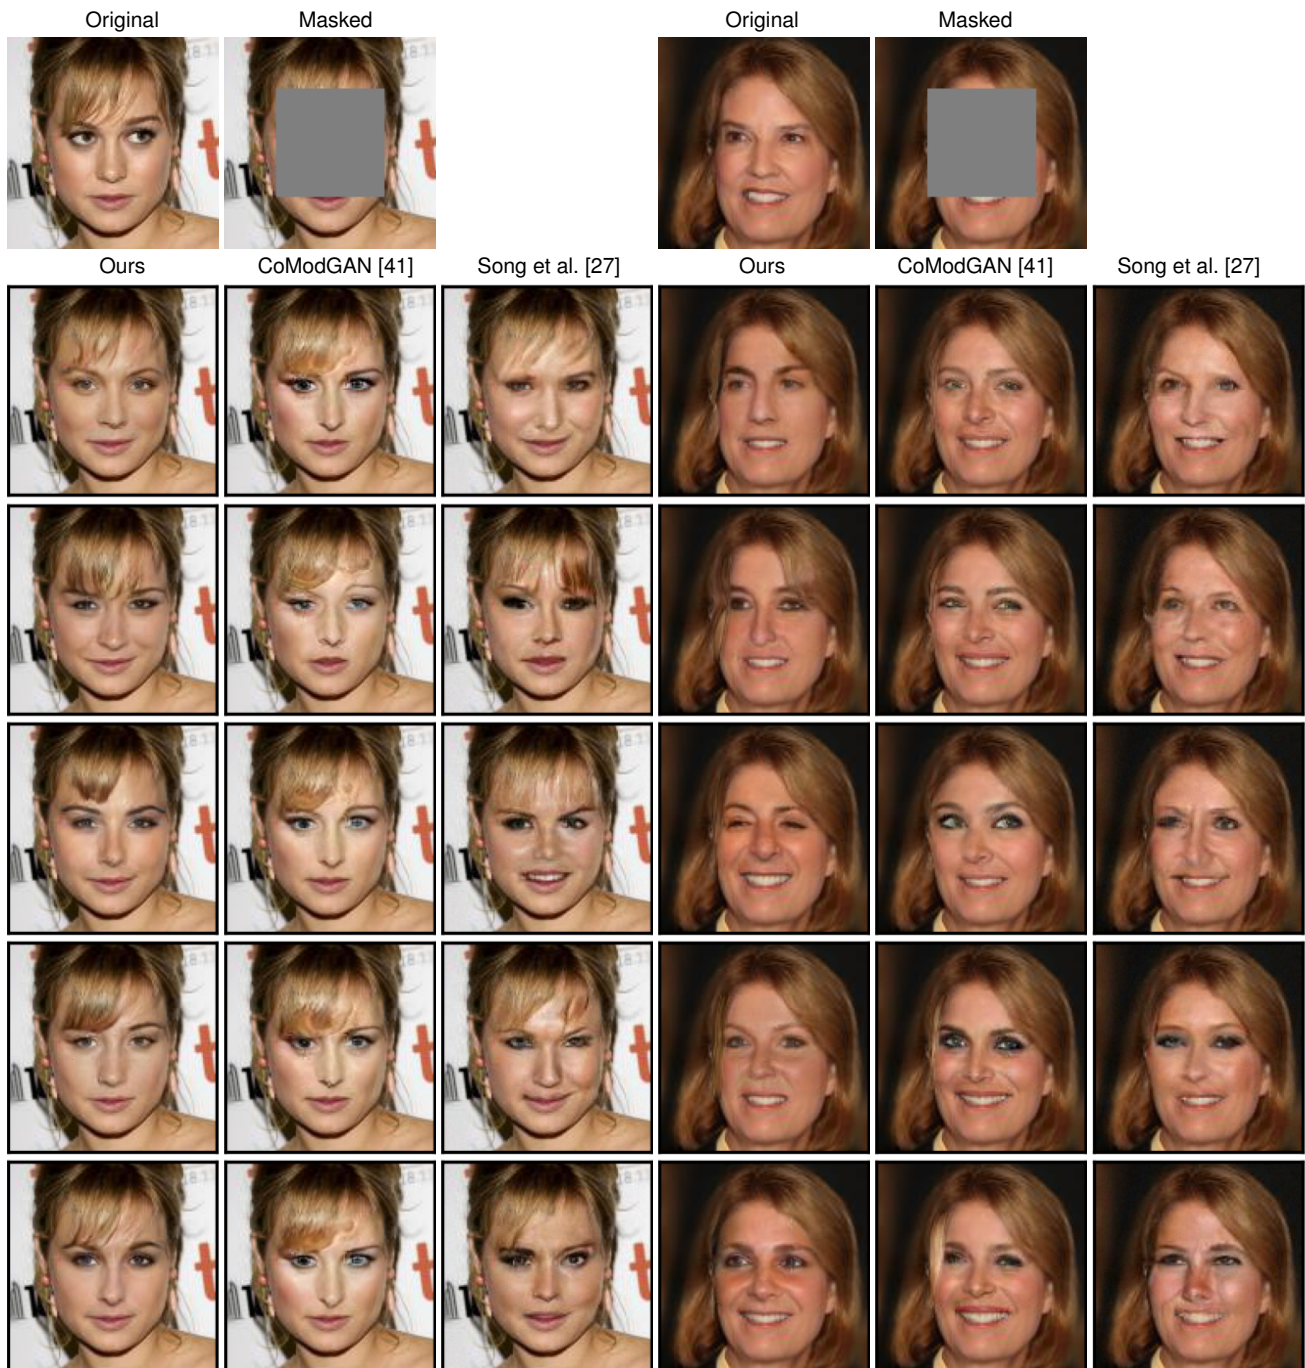 Original Masked Original Masked
Ours CoModGAN [41] Song et al. [27] Ours CoModGAN [41] Song et al. [27]